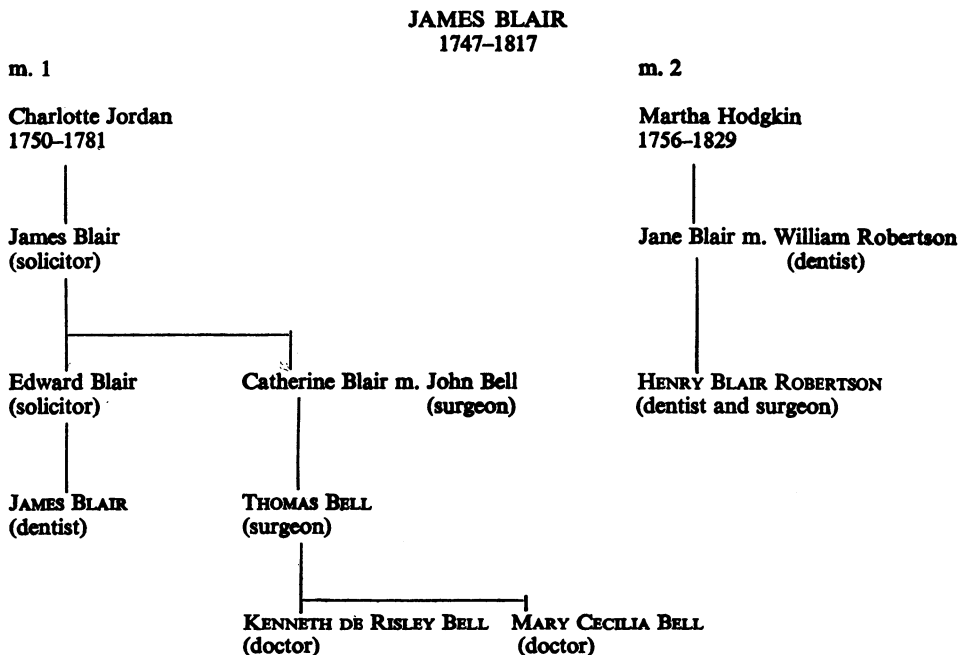 JAMES BLAIR
1747–1817
m. 1
m. 2
Charlotte Jordan
1750–1781
Martha Hodgkin
1756–1829
James Blair
(solicitor)
Jane Blair m. William Robertson
(dentist)
Edward Blair
(solicitor)
Catherine Blair m. John Bell
(surgeon)
HENRY BLAIR ROBERTSON
(dentist and surgeon)
JAMES BLAIR
(dentist)
THOMAS BELL
(surgeon)
KENNETH DE RISLEY BELL
(doctor)
MARY CECILIA BELL
(doctor)